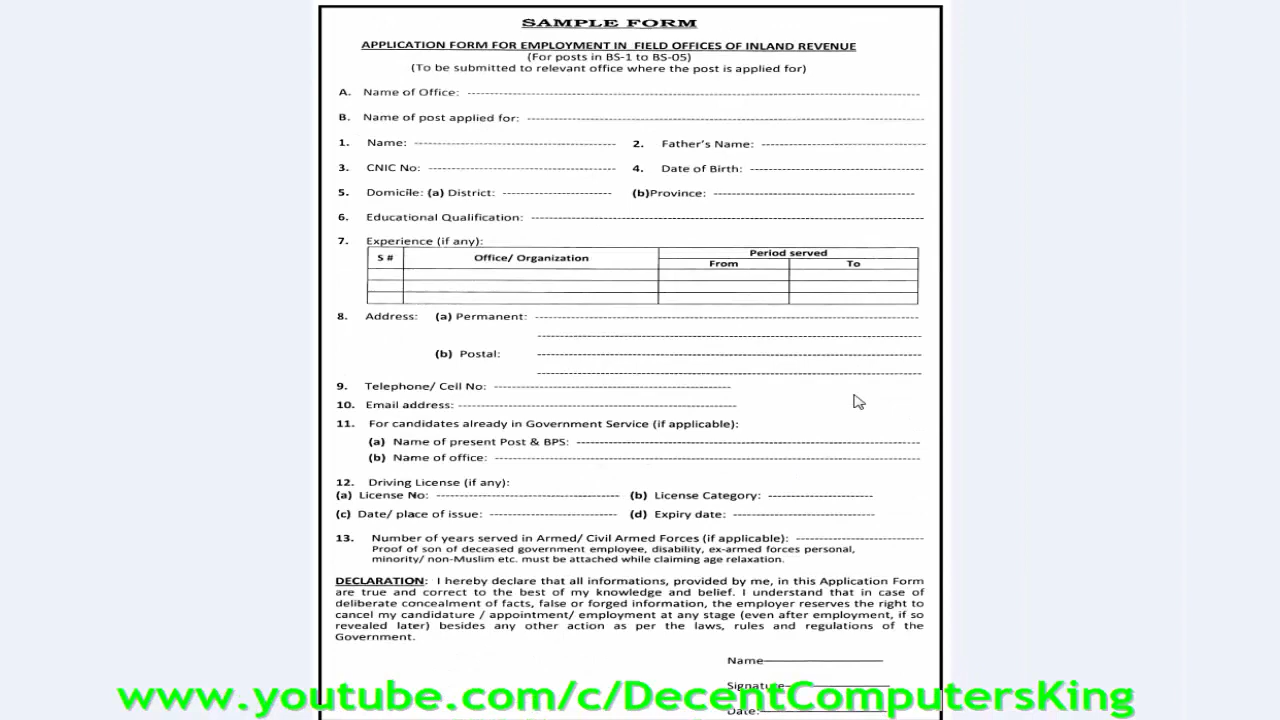 SAMPLE FORM
APPLICATION FORM FOR EMPLOYMENT IN FIELD OFFICES OF INLAND REVENUE
(For posts in BS-1 to BS-05)
(To be submitted to relevant office where the post is applied for)
A. Name of Office:
B. Name of post applied for:
1. Name: 2. Father's Name:
3. CNIC No: 4. Date of Birth:
5. Domicile: (a) District: (b)Province:
6. Educational Qualification:
7. Experience (if any):
S # Office/ Organization Period served
From To
8. Address: (a) Permanent:
(b) Postal:
9. Telephone/ Cell No:
10. Email address:
11. For candidates already in Government Service (if applicable):
(a) Name of present Post & BPS:
(b) Name of office:
12. Driving License (if any):
(a) License No: (b) License Category:
(c) Date/ place of issue: (d) Expiry date:
13. Number of years served in Armed/ Civil Armed Forces (if applicable):
Proof of son of deceased government employee, disability, ex-armed forces personal,
minority/ non-Muslim etc. must be attached while claiming age relaxation.
DECLARATION: I hereby declare that all informations, provided by me, in this Application Form
are true and correct to the best of my knowledge and belief. I understand that in case of
deliberate concealment of facts, false or forged information, the employer reserves the right to
cancel my candidature / appointment/ employment at any stage (even after employment, if so
revealed later) besides any other action as per the laws, rules and regulations of the
Government.
Name
Signature
www.youtube.com/c/DecentComputersKing
Date: